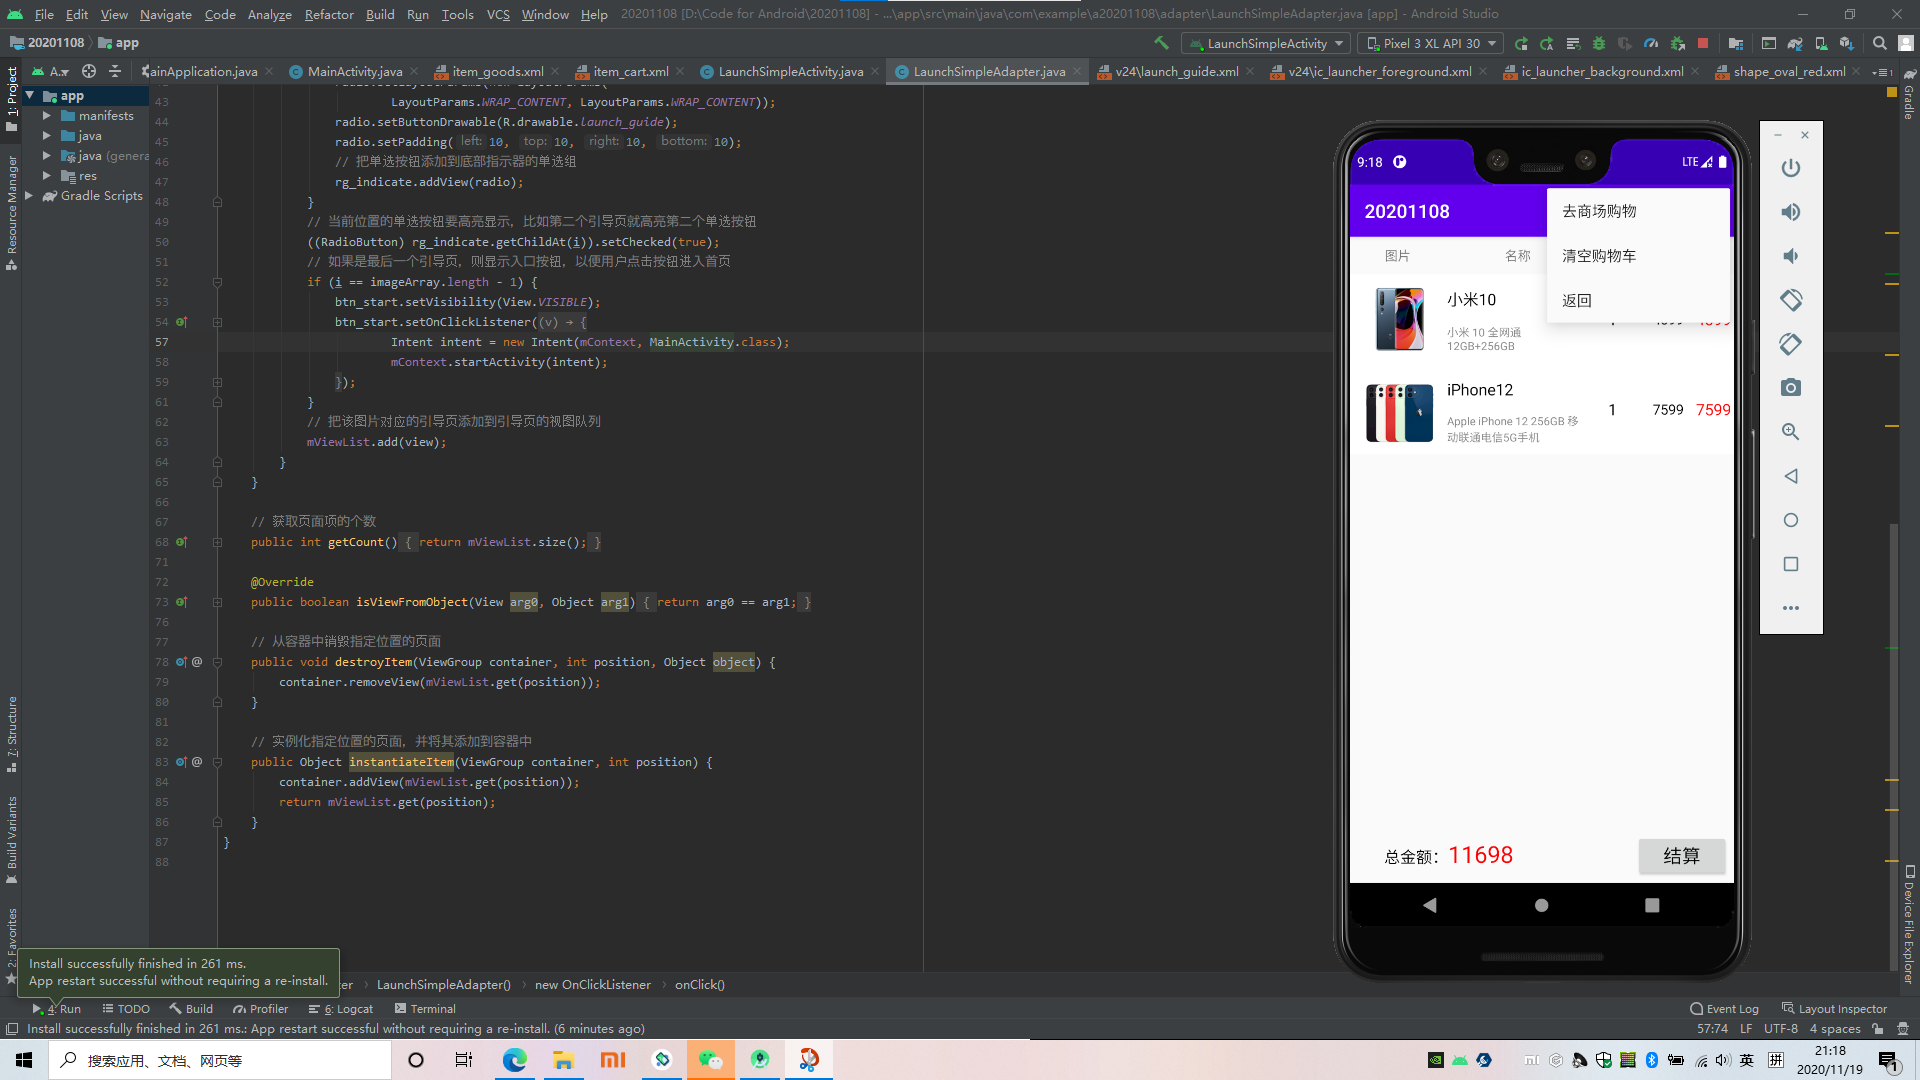 File Edit View Navigate Code Analyze Refactor Build Run Tools VCS Window Help 20201108 [D:\Code for Android\20201108] - ...\app\src\main\java\com\example\a20201108\adapter\LaunchSimpleAdapter.java [app] - Android Studio
20201108 app LaunchSimpleActivity Pixel 3 XL API 30
A.. ainApplication.java MainActivity.java item_goods.xml item_cart.xml LaunchSimpleActivity.java LaunchSimpleAdapter.java v24\launch_guide.xml v24\ic_launcher_foreground.xml ic_launcher_background.xml shape_oval_red.xml
1: Project
Resource Manager
7: Structure
Build Variants
2: Favorites
Gradle
Device File Explorer
app
manifests
java
java (genera
res
Gradle Scripts
43 LayoutParams.WRAP_CONTENT, LayoutParams.WRAP_CONTENT));
44 radio.setButtonDrawable(R.drawable.launch_guide);
45 radio.setPadding( left: 10, top: 10, right: 10, bottom: 10);
46 // 把单选按钮添加到底部指示器的单选组
47 rg_indicate.addView(radio);
48 }
49 // 当前位置的单选按钮要高亮显示，比如第二个引导页就高亮第二个单选按钮
50 ((RadioButton) rg_indicate.getChildAt(i)).setChecked(true);
51 // 如果是最后一个引导页，则显示入口按钮，以便用户点击按钮进入首页
52 if (i == imageArray.length - 1) {
53 btn_start.setVisibility(View.VISIBLE);
54 btn_start.setOnClickListener((v) → {
57 Intent intent = new Intent(mContext, MainActivity.class);
58 mContext.startActivity(intent);
59 });
61 }
62 // 把该图片对应的引导页添加到引导页的视图队列
63 mViewList.add(view);
64 }
65 }
66
67 // 获取页面项的个数
68 public int getCount() { return mViewList.size(); }
71
72 @Override
73 public boolean isViewFromObject(View arg0, Object arg1) { return arg0 == arg1; }
76
77 // 从容器中销毁指定位置的页面
78 @ public void destroyItem(ViewGroup container, int position, Object object) {
79 container.removeView(mViewList.get(position));
80 }
81
82 // 实例化指定位置的页面，并将其添加到容器中
83 @ public Object instantiateItem(ViewGroup container, int position) {
84 container.addView(mViewList.get(position));
85 return mViewList.get(position);
86 }
87 }
88
9:18 LTE
20201108
去商场购物
清空购物车
返回
图片 名称
小米10
小米 10 全网通
12GB+256GB
iPhone12
Apple iPhone 12 256GB 移
动联通电信5G手机
1 7599 7599
总金额：11698
结算
Install successfully finished in 261 ms.
App restart successful without requiring a re-install.
ter LaunchSimpleAdapter() new OnClickListener onClick()
4: Run TODO Build Profiler 6: Logcat Terminal Event Log Layout Inspector
Install successfully finished in 261 ms.: App restart successful without requiring a re-install. (6 minutes ago) 57:74 LF UTF-8 4 spaces
搜索应用、文档、网页等
英 拼 21:18
2020/11/19
1